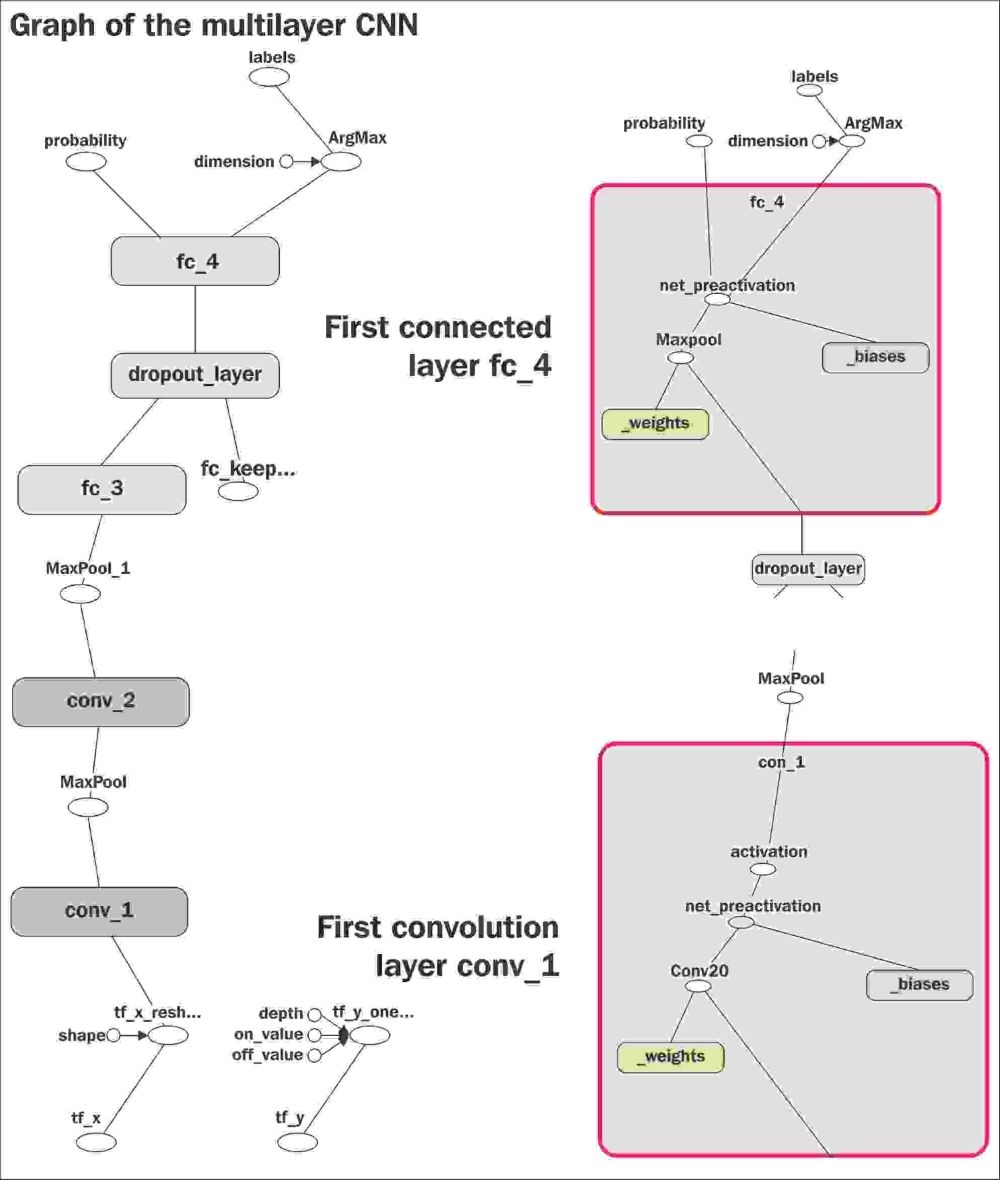 Graph of the multilayer CNN
labels
probability
ArgMax
dimension
fc_4
dropout_layer
fc_keep...
fc_3
MaxPool_1
conv_2
MaxPool
conv_1
tf_x_resh...
shape
tf_x
depth
tf_y_one...
on_value
off_value
tf_y
First connected
layer fc_4
labels
probability
ArgMax
dimension
fc_4
net_preactivation
Maxpool
_biases
_weights
dropout_layer
First convolution
layer conv_1
MaxPool
con_1
activation
net_preactivation
Conv20
_biases
_weights